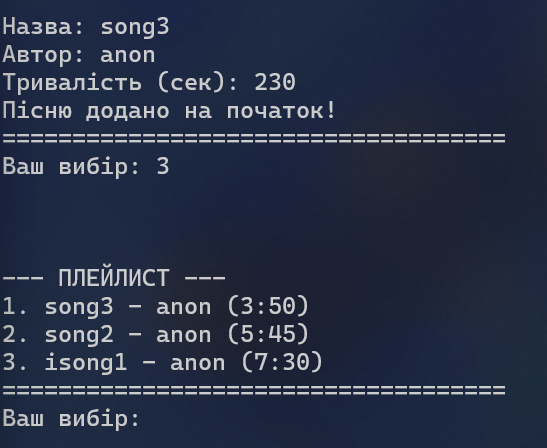 Назва: song3
Автор: anon
Тривалість (сек): 230
Пісню додано на початок!
====================================
Ваш вибір: 3
--- ПЛЕЙЛИСТ ---
1. song3 - anon (3:50)
2. song2 - anon (5:45)
3. isong1 - anon (7:30)
====================================
Ваш вибір: